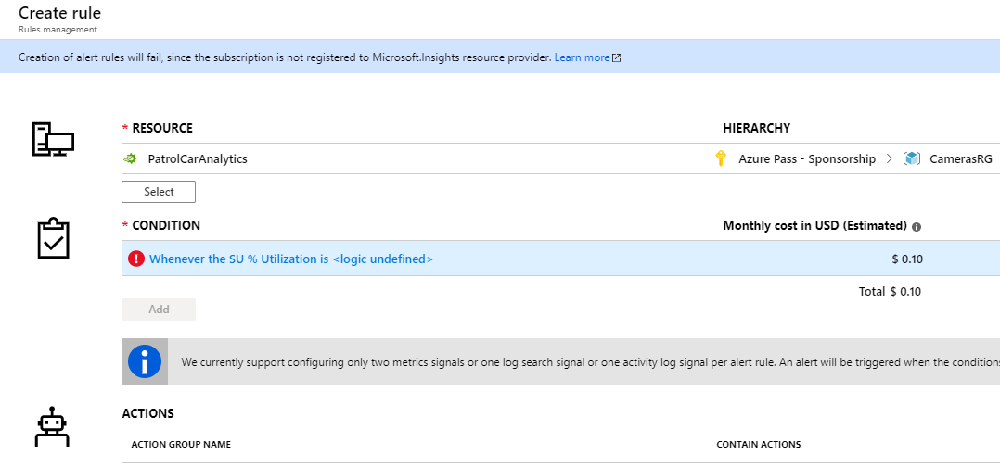 Create rule
Rules management
Creation of alert rules will fail, since the subscription is not registered to Microsoft.Insights resource provider. Learn more
* RESOURCE HIERARCHY
PatrolCarAnalytics Azure Pass - Sponsorship > CamerasRG
Select
* CONDITION Monthly cost in USD (Estimated)
Whenever the SU % Utilization is <logic undefined> $ 0.10
Total $ 0.10
Add
We currently support configuring only two metrics signals or one log search signal or one activity log signal per alert rule. An alert will be triggered when the conditions
ACTIONS
ACTION GROUP NAME CONTAIN ACTIONS